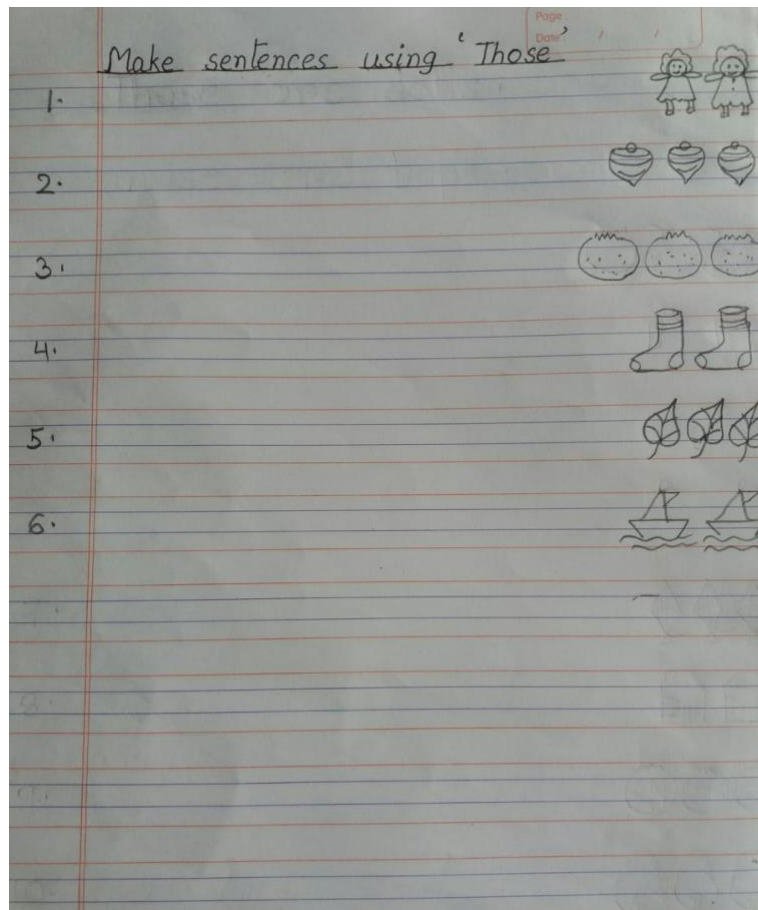 Page:
Date: / /
Make sentences using 'Those'
1.
2.
3.
4.
5.
6.